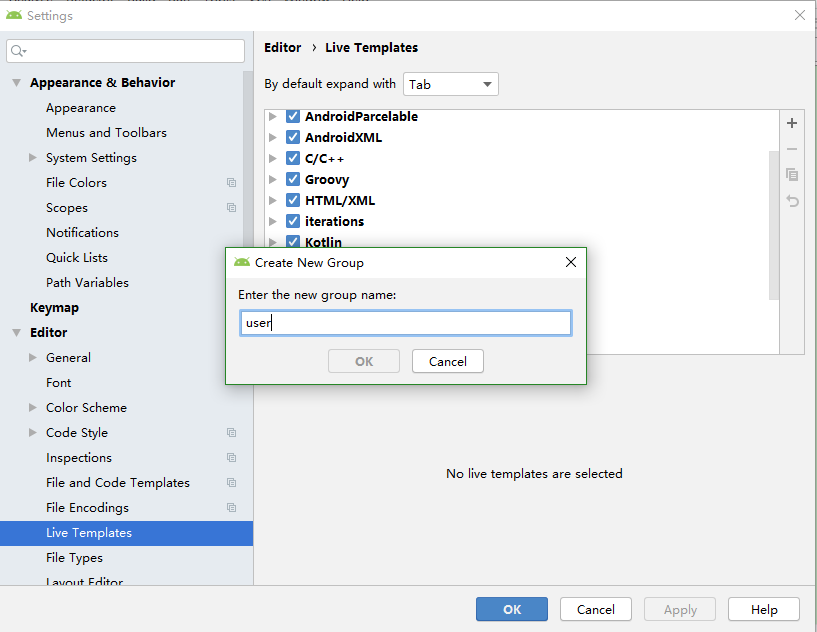 Settings
Editor › Live Templates
By default expand with Tab
Appearance & Behavior
Appearance
Menus and Toolbars
System Settings
File Colors
Scopes
Notifications
Quick Lists
Path Variables
Keymap
Editor
General
Font
Color Scheme
Code Style
Inspections
File and Code Templates
File Encodings
Live Templates
File Types
Layout Editor
AndroidParcelable
AndroidXML
C/C++
Groovy
HTML/XML
iterations
Kotlin
Create New Group
Enter the new group name:
user
OK Cancel
No live templates are selected
OK Cancel Apply Help